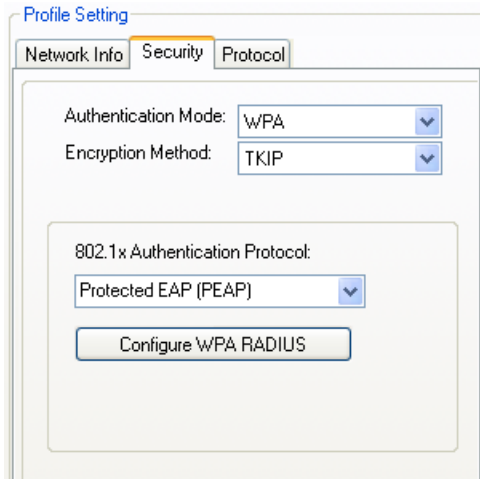 Profile Setting
Network Info Security Protocol
Authentication Mode: WPA
Encryption Method: TKIP
802.1x Authentication Protocol:
Protected EAP (PEAP)
Configure WPA RADIUS